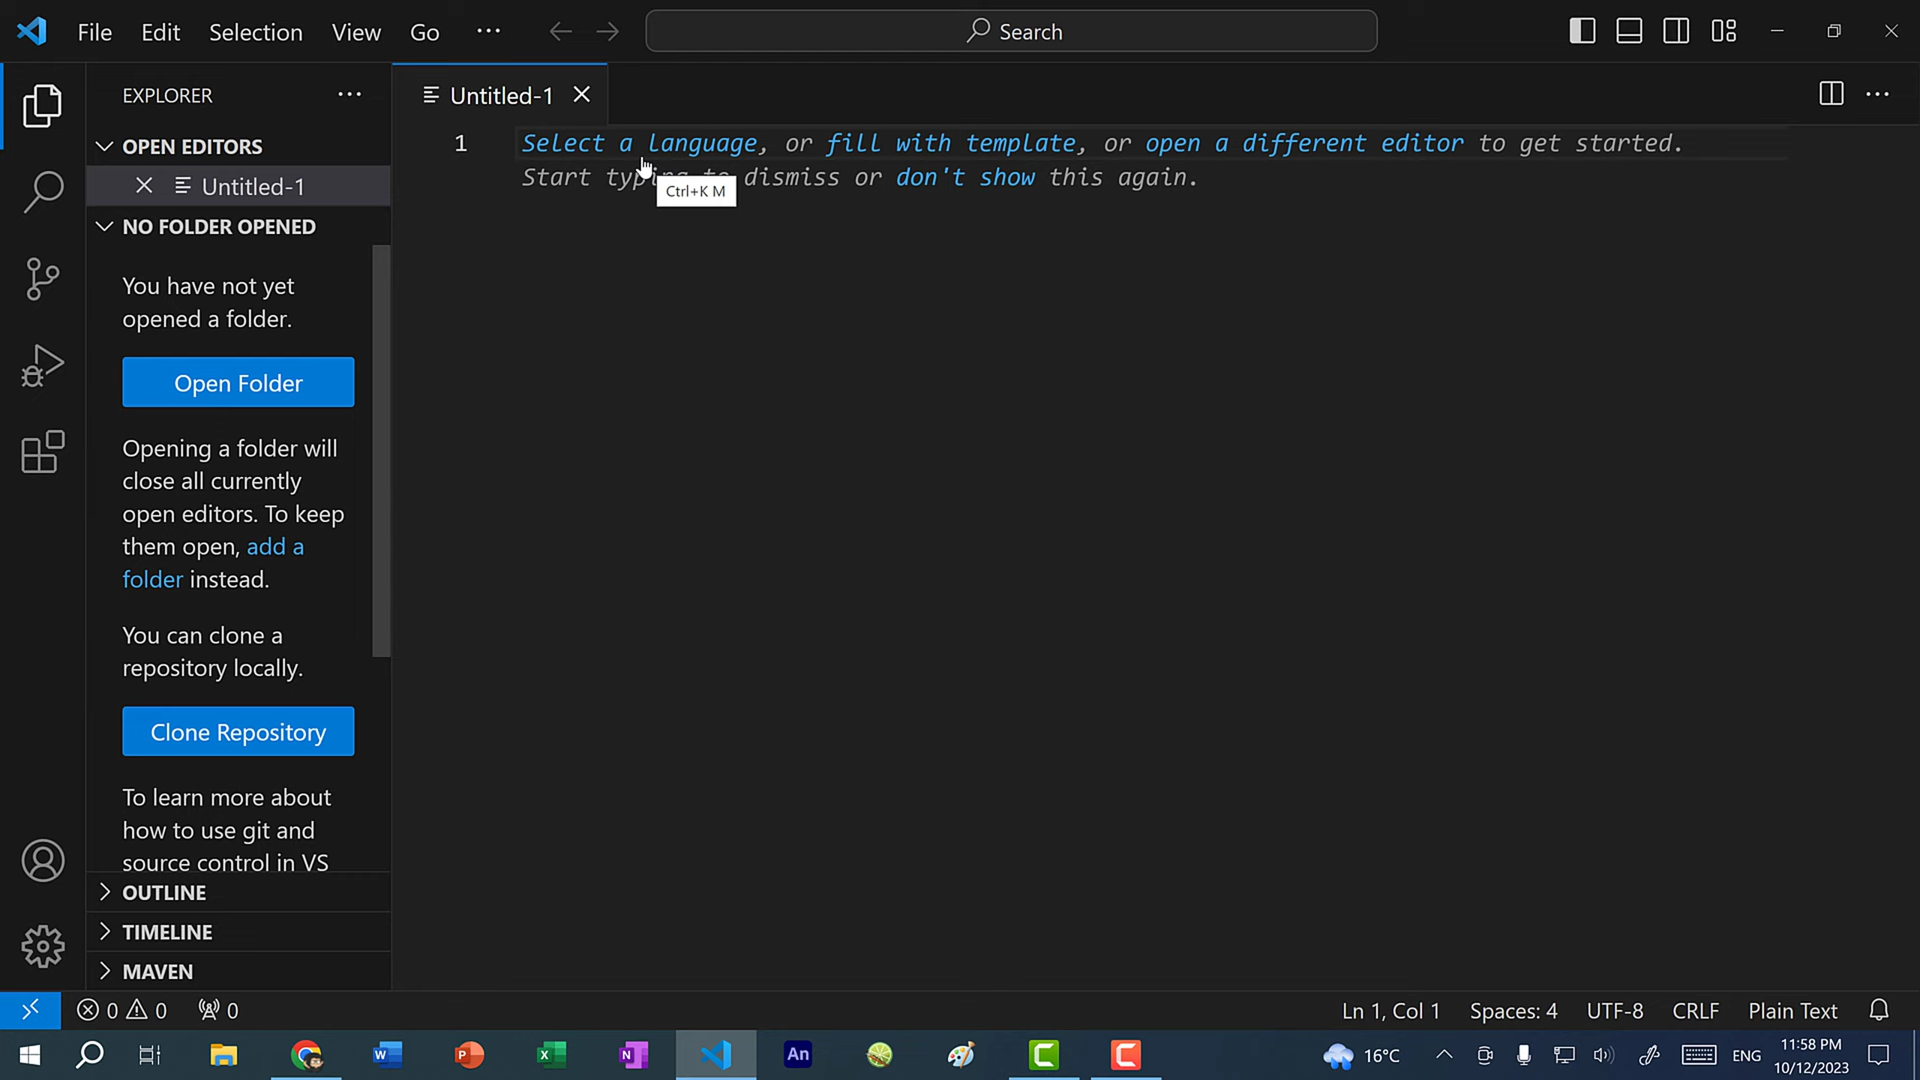 File Edit Selection View Go ··· Search
EXPLORER ···
Untitled-1
OPEN EDITORS
Untitled-1
NO FOLDER OPENED
You have not yet
opened a folder.
Open Folder
Opening a folder will
close all currently
open editors. To keep
them open, add a
folder instead.
You can clone a
repository locally.
Clone Repository
To learn more about
how to use git and
source control in VS
OUTLINE
TIMELINE
MAVEN
1 Select a language, or fill with template, or open a different editor to get started.
Start typing to dismiss or don't show this again.
Ctrl+K M
0 0 0
Ln 1, Col 1 Spaces: 4 UTF-8 CRLF Plain Text
W P X N An C C
16°C ENG
11:58 PM
10/12/2023